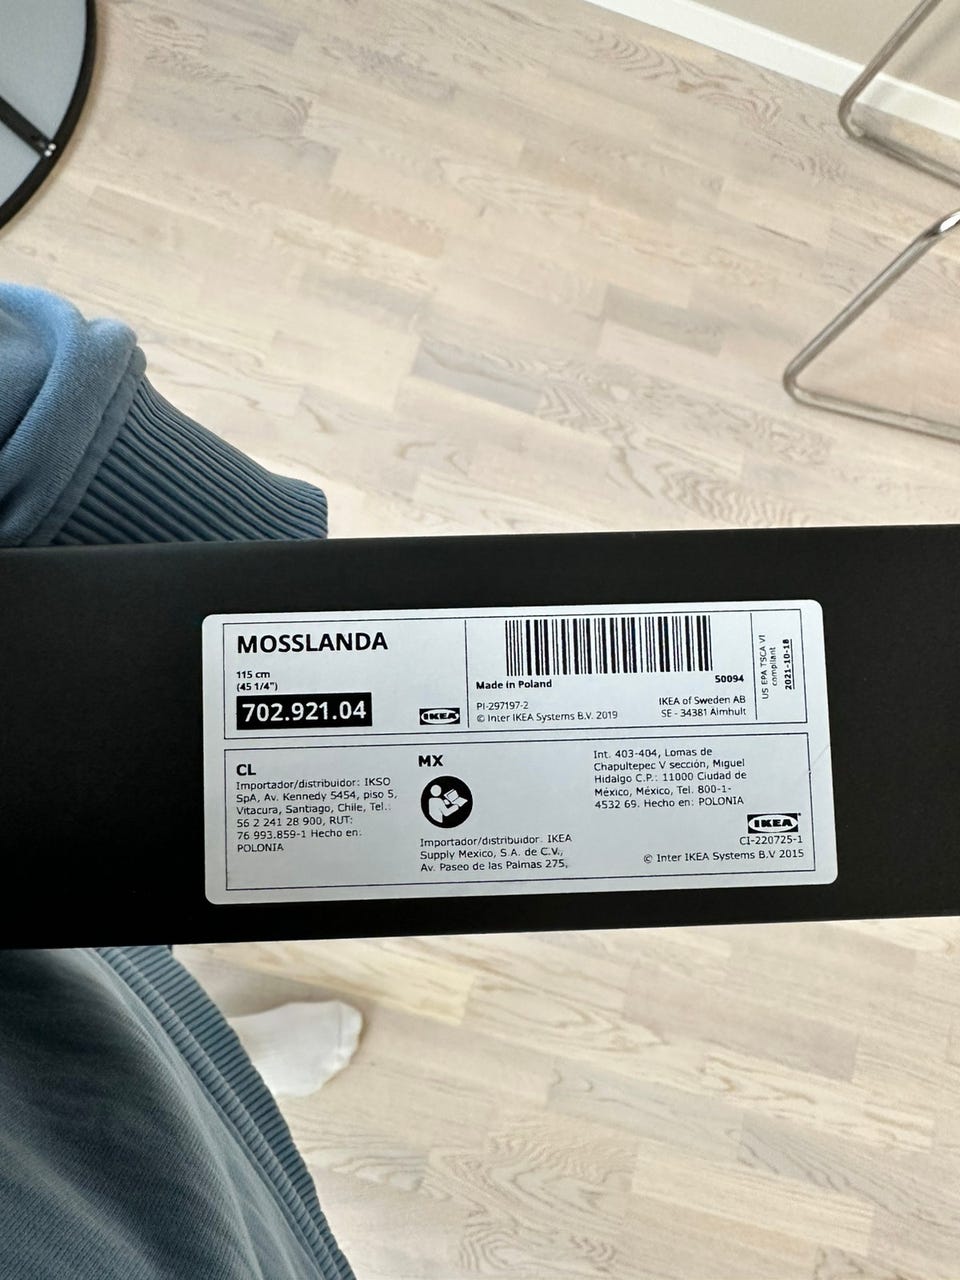 MOSSLANDA
115 cm
(45 1/4")
702.921.04
IKEA
Made in Poland
50094
PI-297197-2
© Inter IKEA Systems B.V. 2019
IKEA of Sweden AB
SE - 34381 Älmhult
US EPA TSCA VI
compliant
2021-10-18
CL
Importador/distribuidor: IKSO
SpA, Av. Kennedy 5454, piso 5,
Vitacura, Santiago, Chile, Tel.:
56 2 241 28 900, RUT:
76 993.859-1 Hecho en:
POLONIA
MX
Importador/distribuidor: IKEA
Supply Mexico, S.A. de C.V.,
Av. Paseo de las Palmas 275,
Int. 403-404, Lomas de
Chapultepec V sección, Miguel
Hidalgo C.P.: 11000 Ciudad de
México, México, Tel. 800-1-
4532 69. Hecho en: POLONIA
IKEA
CI-220725-1
© Inter IKEA Systems B.V 2015